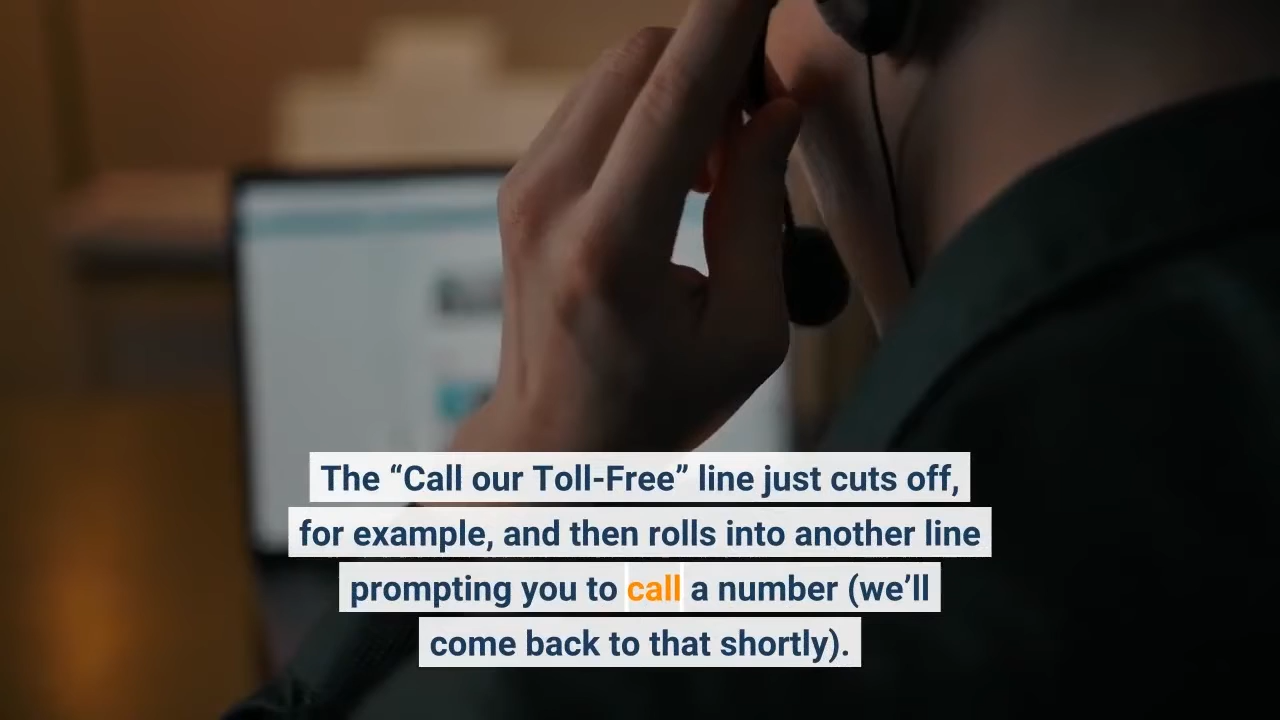 The “Call our Toll-Free” line just cuts off,
for example, and then rolls into another line
prompting you to call a number (we’ll
come back to that shortly).